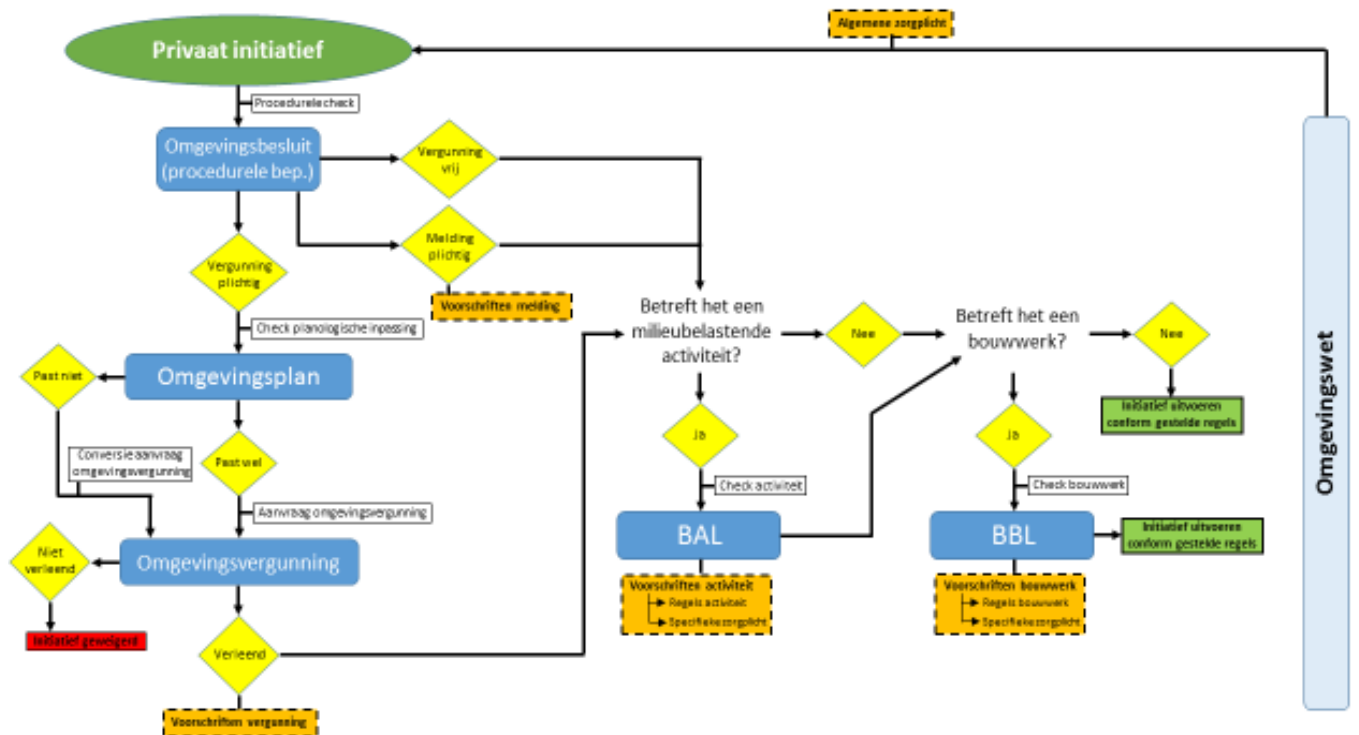 Algemene zorgplicht
Privaat initiatief
Procedurele check
Omgevingsbesluit
(procedurele bep.)
Vergunning
vrij
Melding
plichtig
Voorschriften melding
Vergunning
plichtig
Check planologische inpassing
Omgevingsplan
Past niet
Past wel
Conversie aanvraag
omgevingsvergunning
Aanvraag omgevingsvergunning
Omgevingsvergunning
Niet
verleend
Initiatief geweigerd
Verleend
Voorschriften vergunning
Betreft het een
milieubelastende
activiteit?
Nee
Ja
Check activiteit
BAL
Voorschriften activiteit
Regels activiteit
Specifieke zorgplicht
Betreft het een
bouwwerk?
Nee
Initiatief uitvoeren
conform gestelde regels
Ja
Check bouwwerk
BBL
Initiatief uitvoeren
conform gestelde regels
Voorschriften bouwwerk
Regels bouwwerk
Specifieke zorgplicht
Omgevingswet